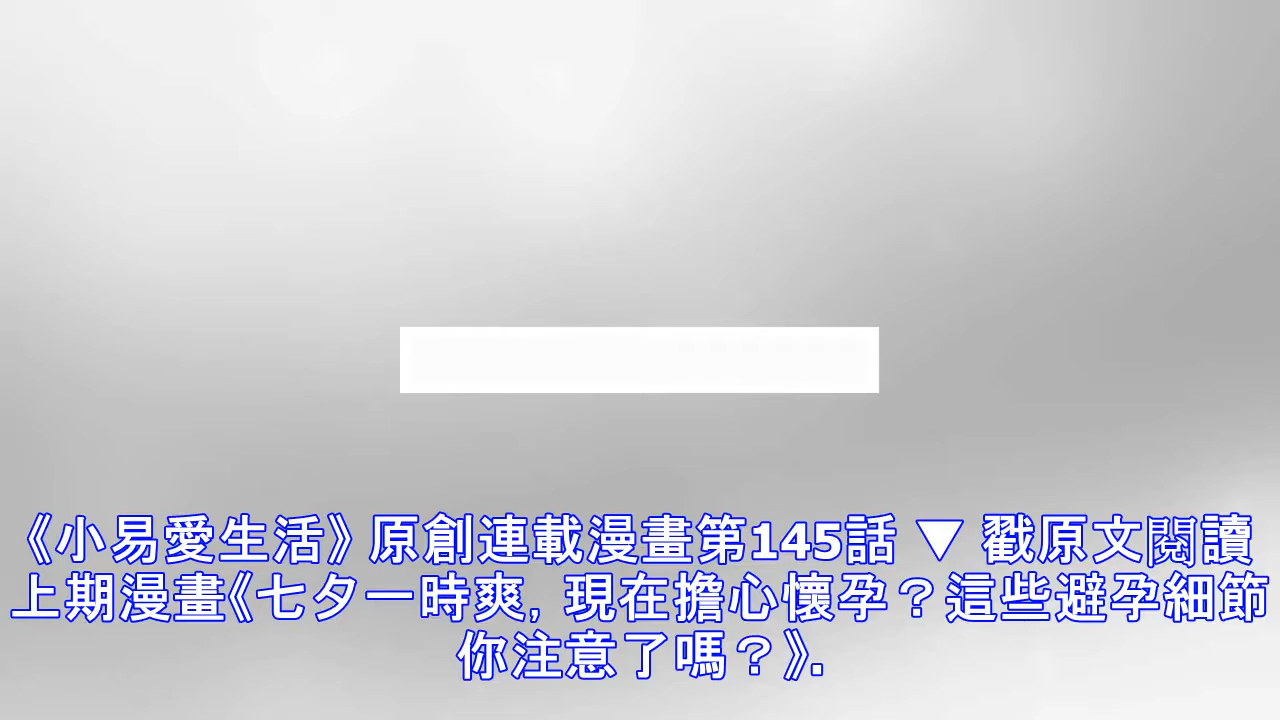 《小易愛生活》原創連載漫畫第145話 ▼ 戳原文閱讀
上期漫畫《七夕一時爽，現在擔心懷孕？這些避孕細節
你注意了嗎？》.